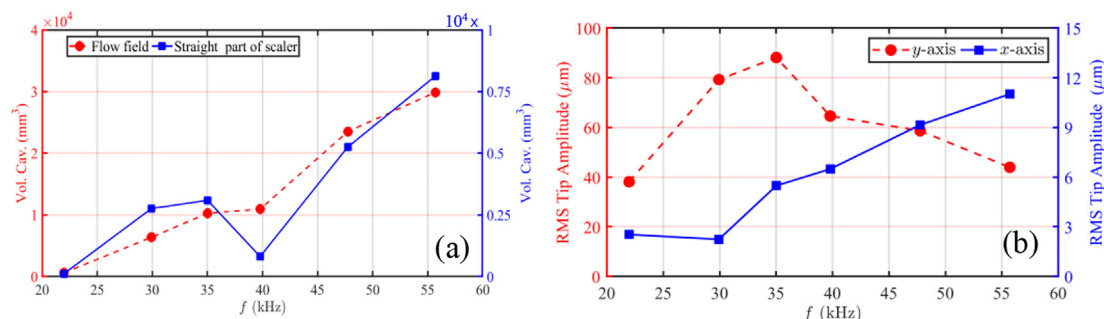 ×10⁴
10⁴×
Flow field
Straight part of scaler
Vol. Cav. (mm³)
4
3
2
1
0
Vol. Cav. (mm³)
1
0.75
0.5
0.25
0
(a)
20 25 30 35 40 45 50 55 60
f (kHz)
(b)
y-axis
x-axis
RMS Tip Amplitude (μm)
100
80
60
40
20
0
RMS Tip Amplitude (μm)
15
12
9
6
3
0
(b)
20 25 30 35 40 45 50 55 60
f (kHz)